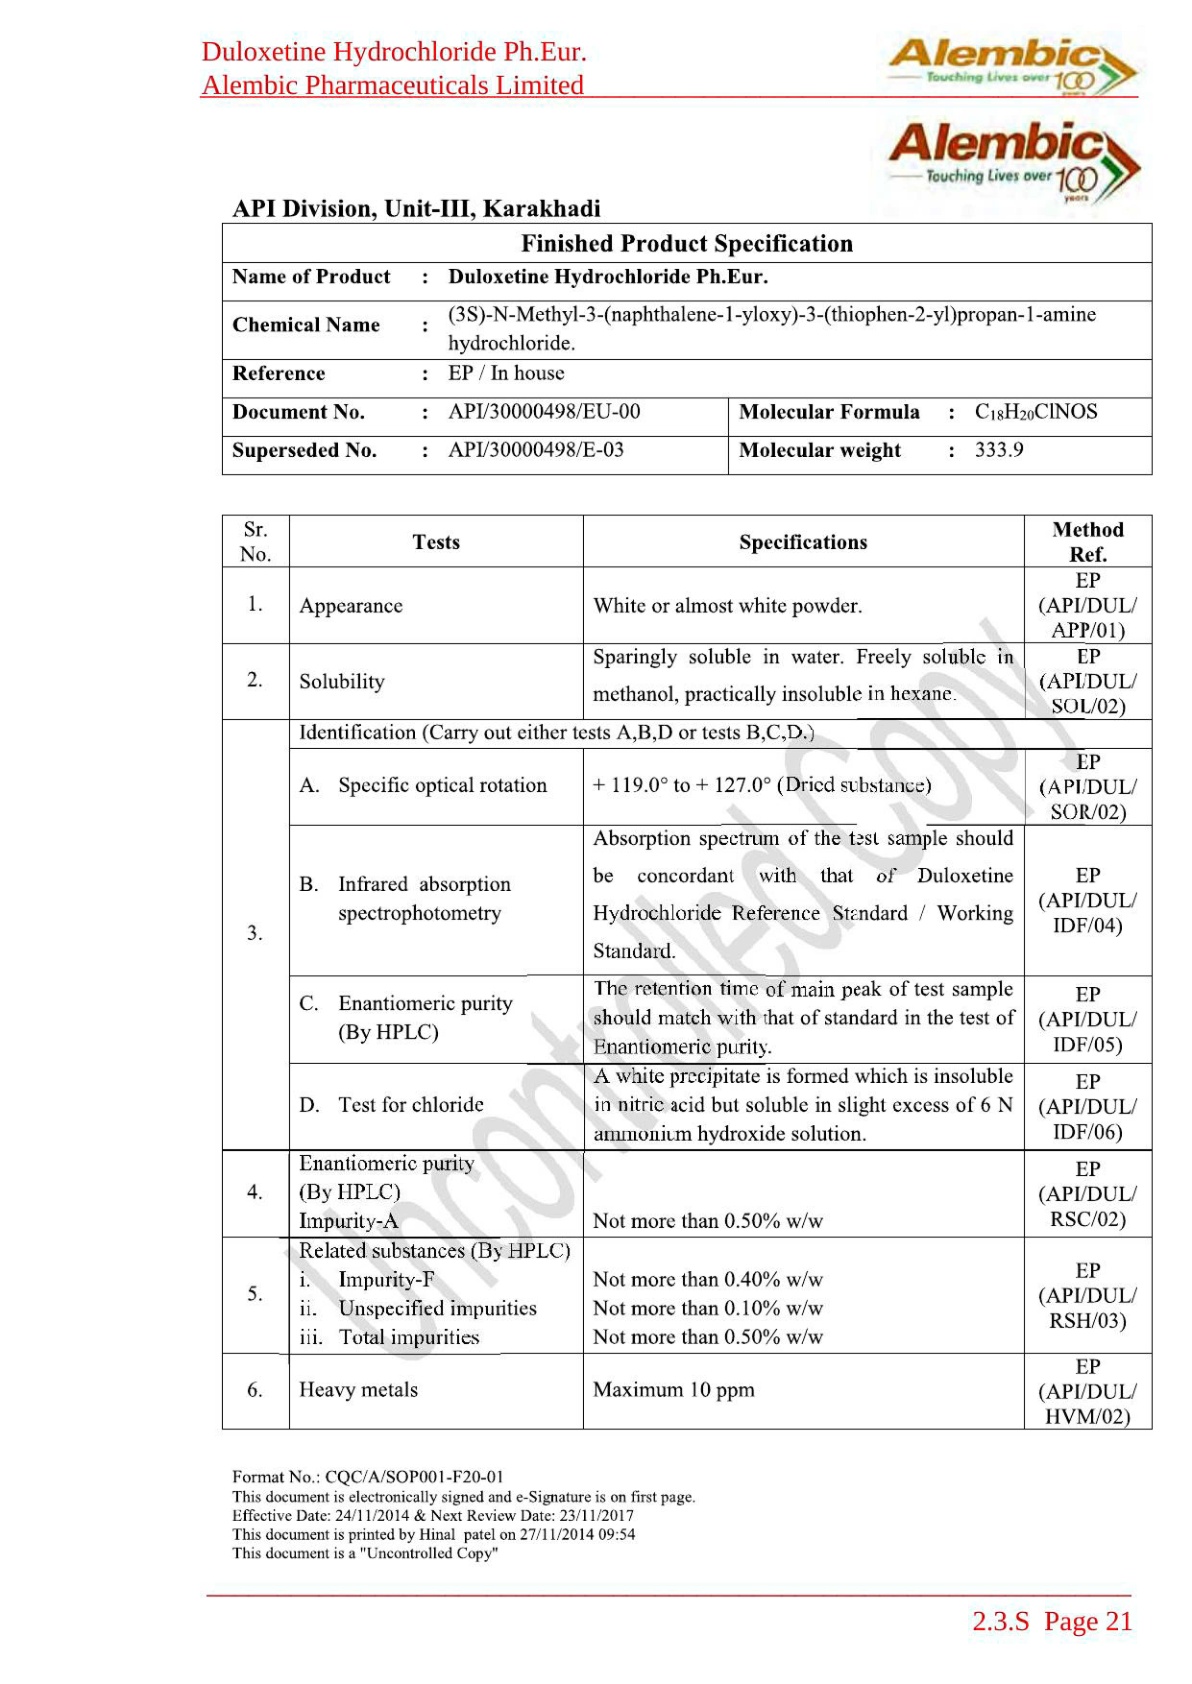 Duloxetine Hydrochloride Ph.Eur.
Alembic Pharmaceuticals Limited
Alembic
Touching Lives over 100
years
Alembic
Touching Lives over 100
years
API Division, Unit-III, Karakhadi
Finished Product Specification
Name of Product : Duloxetine Hydrochloride Ph.Eur.
Chemical Name : (3S)-N-Methyl-3-(naphthalene-1-yloxy)-3-(thiophen-2-yl)propan-1-amine
hydrochloride.
Reference : EP / In house
Document No. : API/30000498/EU-00 Molecular Formula : C18H20ClNOS
Superseded No. : API/30000498/E-03 Molecular weight : 333.9
Sr. No. Tests Specifications Method Ref.
1. Appearance White or almost white powder. EP
(API/DUL/
APP/01)
2. Solubility Sparingly soluble in water. Freely soluble in
methanol, practically insoluble in hexane.
EP
(API/DUL/
SOL/02)
3. Identification (Carry out either tests A,B,D or tests B,C,D.)
A. Specific optical rotation + 119.0° to + 127.0° (Dried substance) EP
(API/DUL/
SOR/02)
B. Infrared absorption
spectrophotometry
Absorption spectrum of the test sample should
be concordant with that of Duloxetine
Hydrochloride Reference Standard / Working
Standard.
EP
(API/DUL/
IDF/04)
C. Enantiomeric purity
(By HPLC)
The retention time of main peak of test sample
should match with that of standard in the test of
Enantiomeric purity.
EP
(API/DUL/
IDF/05)
D. Test for chloride
A white precipitate is formed which is insoluble
in nitric acid but soluble in slight excess of 6 N
ammonium hydroxide solution.
EP
(API/DUL/
IDF/06)
4. Enantiomeric purity
(By HPLC)
Impurity-A Not more than 0.50% w/w
EP
(API/DUL/
RSC/02)
5. Related substances (By HPLC)
i. Impurity-F Not more than 0.40% w/w
ii. Unspecified impurities Not more than 0.10% w/w
iii. Total impurities Not more than 0.50% w/w
EP
(API/DUL/
RSH/03)
6. Heavy metals Maximum 10 ppm EP
(API/DUL/
HVM/02)
Uncontrolled Copy
Format No.: CQC/A/SOP001-F20-01
This document is electronically signed and e-Signature is on first page.
Effective Date: 24/11/2014 & Next Review Date: 23/11/2017
This document is printed by Hinal patel on 27/11/2014 09:54
This document is a "Uncontrolled Copy"
2.3.S Page 21